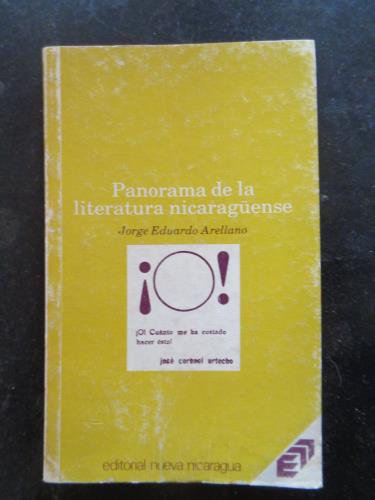 Panorama de la
literatura nicaragüense
Jorge Eduardo Arellano
¡O!
¡O! Cuánto me ha costado
hacer ésto!
josé coronel urtecho
editorial nueva nicaragua